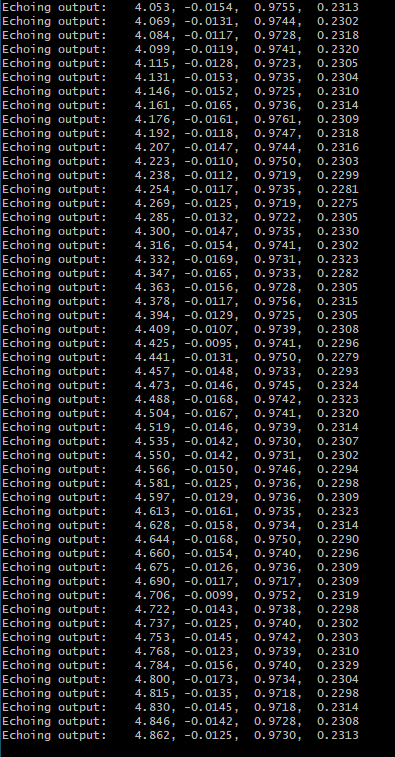 Echoing output:    4.053, -0.0154,  0.9755,  0.2313
Echoing output:    4.069, -0.0131,  0.9744,  0.2302
Echoing output:    4.084, -0.0117,  0.9728,  0.2318
Echoing output:    4.099, -0.0119,  0.9741,  0.2320
Echoing output:    4.115, -0.0128,  0.9723,  0.2305
Echoing output:    4.131, -0.0153,  0.9735,  0.2304
Echoing output:    4.146, -0.0152,  0.9725,  0.2310
Echoing output:    4.161, -0.0165,  0.9736,  0.2314
Echoing output:    4.176, -0.0161,  0.9761,  0.2309
Echoing output:    4.192, -0.0118,  0.9747,  0.2318
Echoing output:    4.207, -0.0147,  0.9744,  0.2316
Echoing output:    4.223, -0.0110,  0.9750,  0.2303
Echoing output:    4.238, -0.0112,  0.9719,  0.2299
Echoing output:    4.254, -0.0117,  0.9735,  0.2281
Echoing output:    4.269, -0.0125,  0.9719,  0.2275
Echoing output:    4.285, -0.0132,  0.9722,  0.2305
Echoing output:    4.300, -0.0147,  0.9735,  0.2330
Echoing output:    4.316, -0.0154,  0.9741,  0.2302
Echoing output:    4.332, -0.0169,  0.9731,  0.2323
Echoing output:    4.347, -0.0165,  0.9733,  0.2282
Echoing output:    4.363, -0.0156,  0.9728,  0.2305
Echoing output:    4.378, -0.0117,  0.9756,  0.2315
Echoing output:    4.394, -0.0129,  0.9725,  0.2305
Echoing output:    4.409, -0.0107,  0.9739,  0.2308
Echoing output:    4.425, -0.0095,  0.9741,  0.2296
Echoing output:    4.441, -0.0131,  0.9750,  0.2279
Echoing output:    4.457, -0.0148,  0.9733,  0.2293
Echoing output:    4.473, -0.0146,  0.9745,  0.2324
Echoing output:    4.488, -0.0168,  0.9742,  0.2323
Echoing output:    4.504, -0.0167,  0.9741,  0.2320
Echoing output:    4.519, -0.0146,  0.9739,  0.2314
Echoing output:    4.535, -0.0142,  0.9730,  0.2307
Echoing output:    4.550, -0.0142,  0.9731,  0.2302
Echoing output:    4.566, -0.0150,  0.9746,  0.2294
Echoing output:    4.581, -0.0125,  0.9736,  0.2298
Echoing output:    4.597, -0.0129,  0.9736,  0.2309
Echoing output:    4.613, -0.0161,  0.9735,  0.2323
Echoing output:    4.628, -0.0158,  0.9734,  0.2314
Echoing output:    4.644, -0.0168,  0.9750,  0.2290
Echoing output:    4.660, -0.0154,  0.9740,  0.2296
Echoing output:    4.675, -0.0126,  0.9736,  0.2309
Echoing output:    4.690, -0.0117,  0.9717,  0.2309
Echoing output:    4.706, -0.0099,  0.9752,  0.2319
Echoing output:    4.722, -0.0143,  0.9738,  0.2298
Echoing output:    4.737, -0.0125,  0.9740,  0.2302
Echoing output:    4.753, -0.0145,  0.9742,  0.2303
Echoing output:    4.768, -0.0123,  0.9739,  0.2310
Echoing output:    4.784, -0.0156,  0.9740,  0.2329
Echoing output:    4.800, -0.0173,  0.9734,  0.2304
Echoing output:    4.815, -0.0135,  0.9718,  0.2298
Echoing output:    4.830, -0.0145,  0.9718,  0.2314
Echoing output:    4.846, -0.0142,  0.9728,  0.2308
Echoing output:    4.862, -0.0125,  0.9730,  0.2313